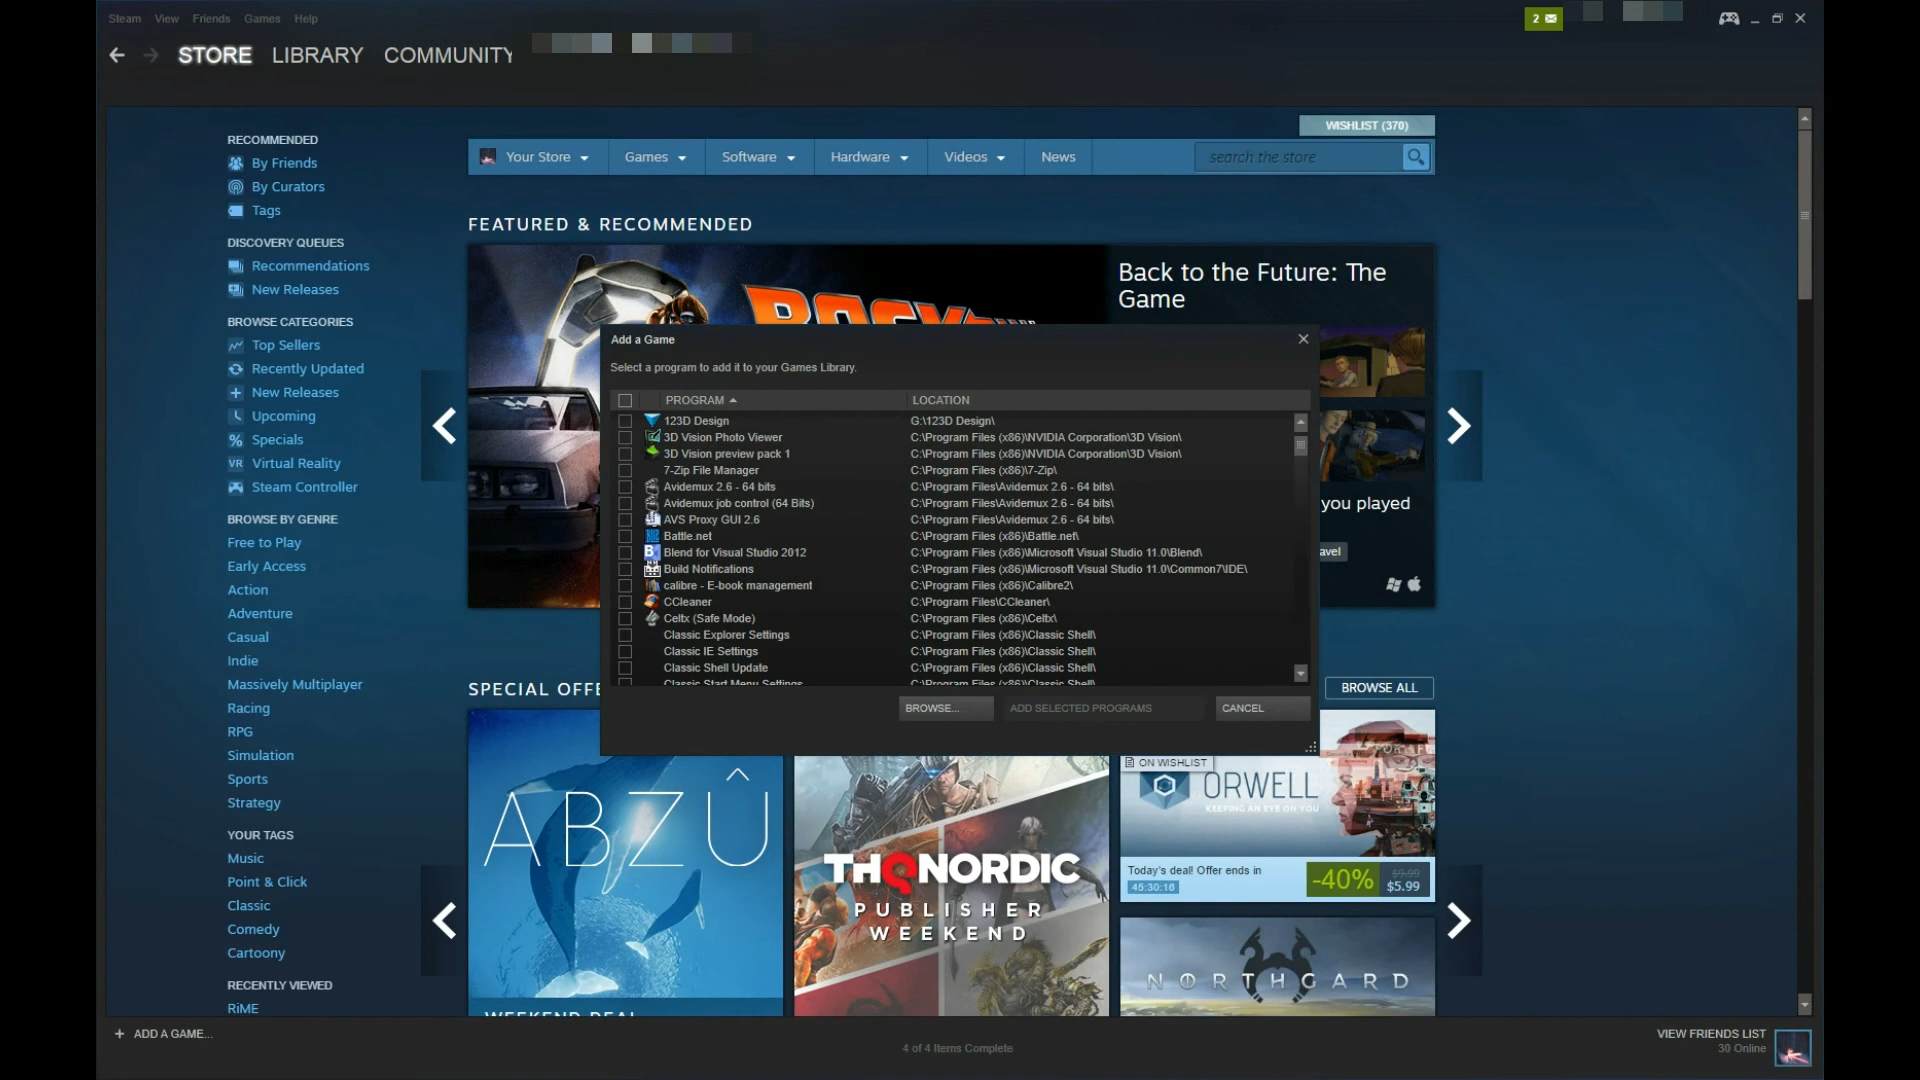 Steam View Friends Games Help
2
STORE LIBRARY COMMUNITY
WISHLIST (370)
Your Store Games Software Hardware Videos News search the store
RECOMMENDED
By Friends
By Curators
Tags
DISCOVERY QUEUES
Recommendations
New Releases
BROWSE CATEGORIES
Top Sellers
Recently Updated
New Releases
Upcoming
% Specials
VR Virtual Reality
Steam Controller
BROWSE BY GENRE
Free to Play
Early Access
Action
Adventure
Casual
Indie
Massively Multiplayer
Racing
RPG
Simulation
Sports
Strategy
YOUR TAGS
Music
Point & Click
Classic
Comedy
Cartoony
RECENTLY VIEWED
RiME
FEATURED & RECOMMENDED
Back to the Future: The
Game
you played
avel
Add a Game
Select a program to add it to your Games Library.
PROGRAM LOCATION
123D Design G:\123D Design\
3D Vision Photo Viewer C:\Program Files (x86)\NVIDIA Corporation\3D Vision\
3D Vision preview pack 1 C:\Program Files (x86)\NVIDIA Corporation\3D Vision\
7-Zip File Manager C:\Program Files (x86)\7-Zip\
Avidemux 2.6 - 64 bits C:\Program Files\Avidemux 2.6 - 64 bits\
Avidemux job control (64 Bits) C:\Program Files\Avidemux 2.6 - 64 bits\
AVS Proxy GUI 2.6 C:\Program Files\Avidemux 2.6 - 64 bits\
Battle.net C:\Program Files (x86)\Battle.net\
Blend for Visual Studio 2012 C:\Program Files (x86)\Microsoft Visual Studio 11.0\Blend\
Build Notifications C:\Program Files (x86)\Microsoft Visual Studio 11.0\Common7\IDE\
calibre - E-book management C:\Program Files (x86)\Calibre2\
CCleaner C:\Program Files\CCleaner\
Celtx (Safe Mode) C:\Program Files (x86)\Celtx\
Classic Explorer Settings C:\Program Files (x86)\Classic Shell\
Classic IE Settings C:\Program Files (x86)\Classic Shell\
Classic Shell Update C:\Program Files (x86)\Classic Shell\
Classic Start Menu Settings C:\Program Files (x86)\Classic Shell\
BROWSE... ADD SELECTED PROGRAMS CANCEL
SPECIAL OFFE
BROWSE ALL
ABZÛ
WEEKEND DEAL
THQNORDIC
PUBLISHER
WEEKEND
ON WISHLIST
ORWELL
KEEPING AN EYE ON YOU
Today's deal! Offer ends in
45:30:16
-40% $9.99
$5.99
NORTHGARD
+ ADD A GAME...
4 of 4 Items Complete
VIEW FRIENDS LIST
30 Online